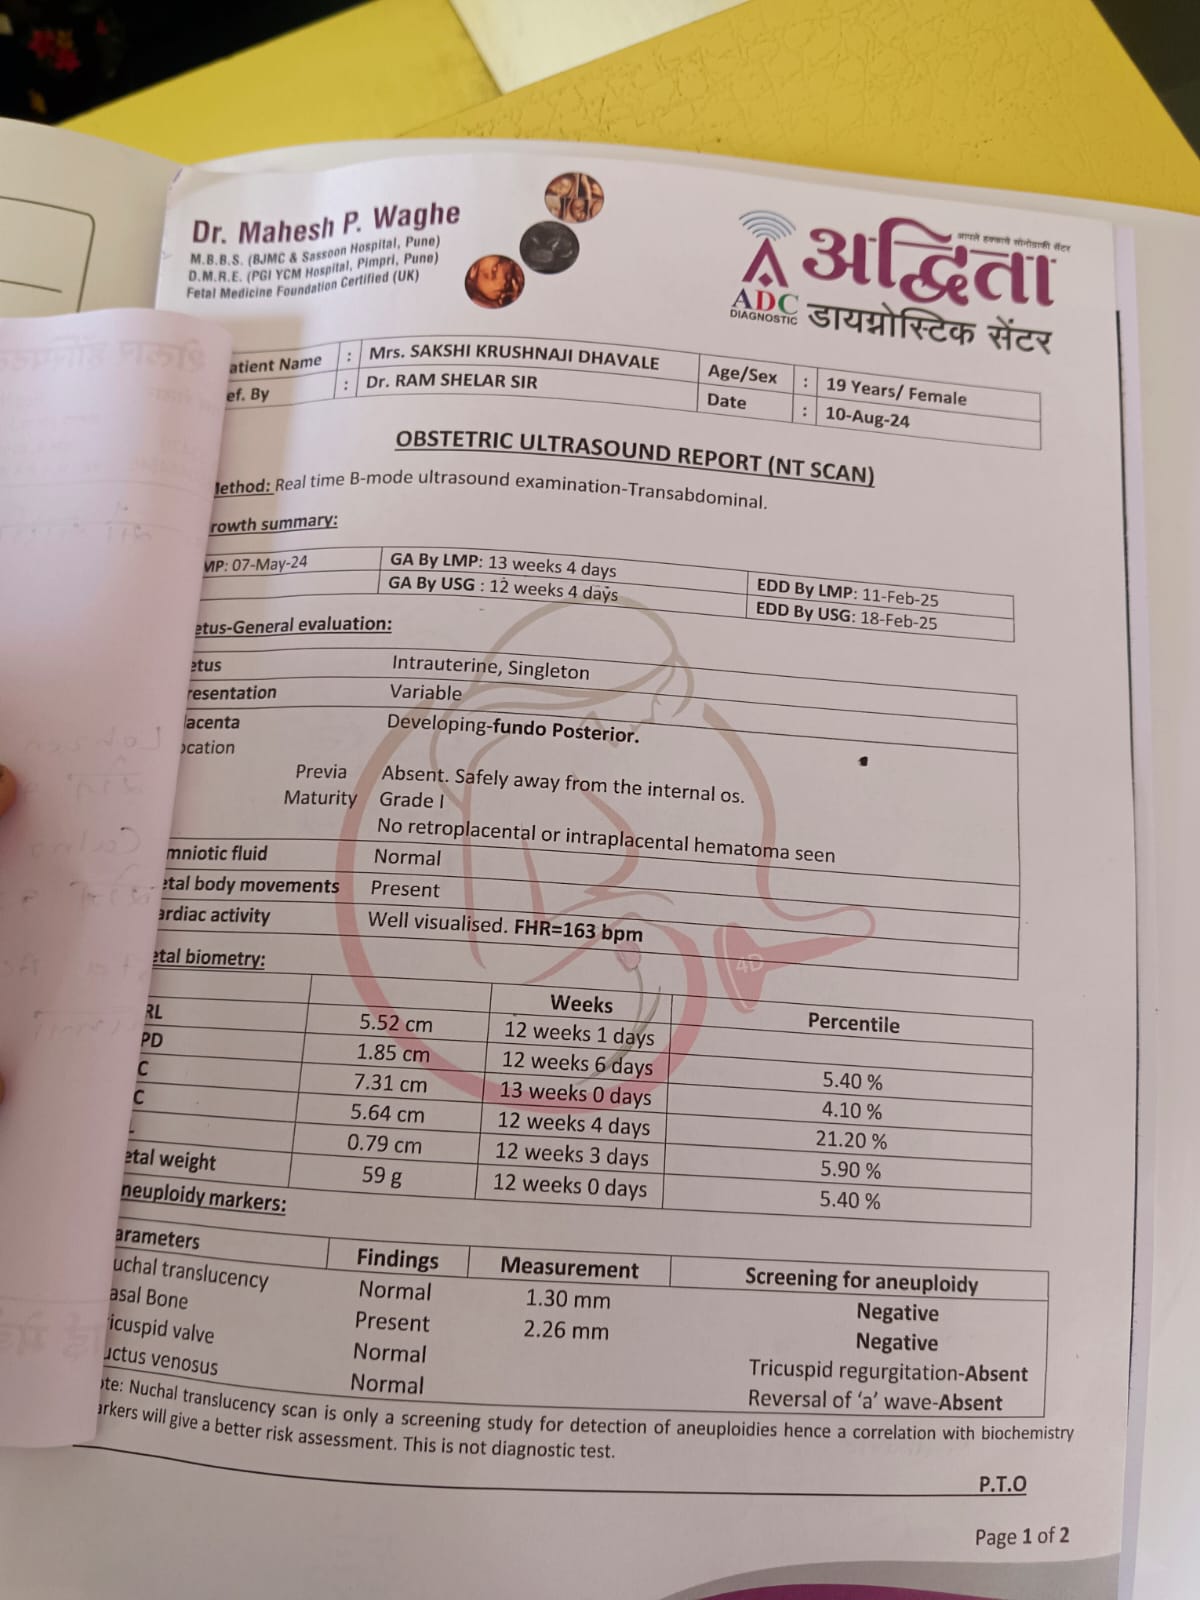 Dr. Mahesh P. Waghe
M.B.B.S. (BJMC & Sassoon Hospital, Pune)
D.M.R.E. (PGI YCM Hospital, Pimpri, Pune)
Fetal Medicine Foundation Certified (UK)
आपले हक्काचे सोनोग्राफी सेंटर
अद्विता
ADC
DIAGNOSTIC
डायग्नोस्टिक सेंटर
atient Name : Mrs. SAKSHI KRUSHNAJI DHAVALE Age/Sex : 19 Years/ Female
ef. By : Dr. RAM SHELAR SIR Date : 10-Aug-24
OBSTETRIC ULTRASOUND REPORT (NT SCAN)
lethod: Real time B-mode ultrasound examination-Transabdominal.
rowth summary:
MP: 07-May-24 GA By LMP: 13 weeks 4 days EDD By LMP: 11-Feb-25
GA By USG : 12 weeks 4 days EDD By USG: 18-Feb-25
etus-General evaluation:
etus Intrauterine, Singleton
resentation Variable
lacenta Developing-fundo Posterior.
ocation
Previa Absent. Safely away from the internal os.
Maturity Grade I
No retroplacental or intraplacental hematoma seen
mniotic fluid Normal
etal body movements Present
ardiac activity Well visualised. FHR=163 bpm
4D
etal biometry:
Weeks Percentile
RL 5.52 cm 12 weeks 1 days
PD 1.85 cm 12 weeks 6 days 5.40 %
C 7.31 cm 13 weeks 0 days 4.10 %
C 5.64 cm 12 weeks 4 days 21.20 %
L 0.79 cm 12 weeks 3 days 5.90 %
etal weight 59 g 12 weeks 0 days 5.40 %
neuploidy markers:
arameters Findings Measurement Screening for aneuploidy
uchal translucency Normal 1.30 mm Negative
asal Bone Present 2.26 mm Negative
icuspid valve Normal Tricuspid regurgitation-Absent
uctus venosus Normal Reversal of ‘a’ wave-Absent
ote: Nuchal translucency scan is only a screening study for detection of aneuploidies hence a correlation with biochemistry
arkers will give a better risk assessment. This is not diagnostic test.
P.T.O
Page 1 of 2